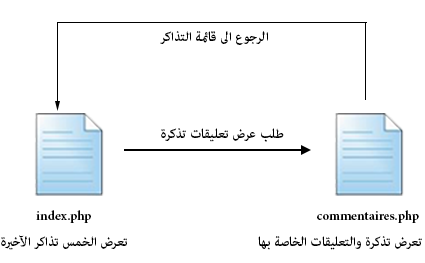 الرجوع الى قائمة التذاكر
طلب عرض تعليقات تذكرة
index.php
commentaires.php
تعرض الخمس تذاكر الآخيرة
تعرض تذكرة والتعليقات الخاصة بها